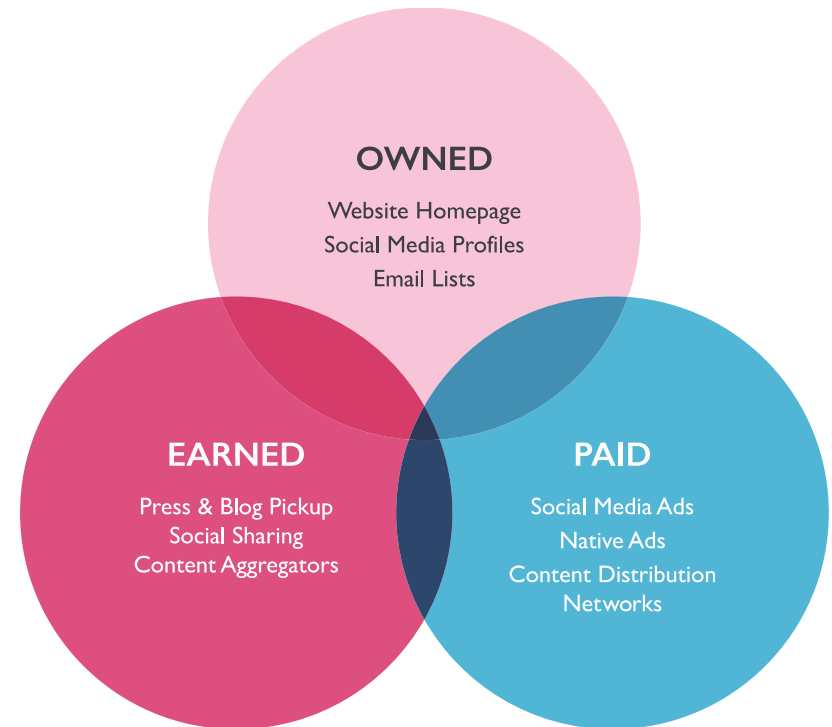 OWNED
Website Homepage
Social Media Profiles
Email Lists
EARNED
Press & Blog Pickup
Social Sharing
Content Aggregators
PAID
Social Media Ads
Native Ads
Content Distribution
Networks